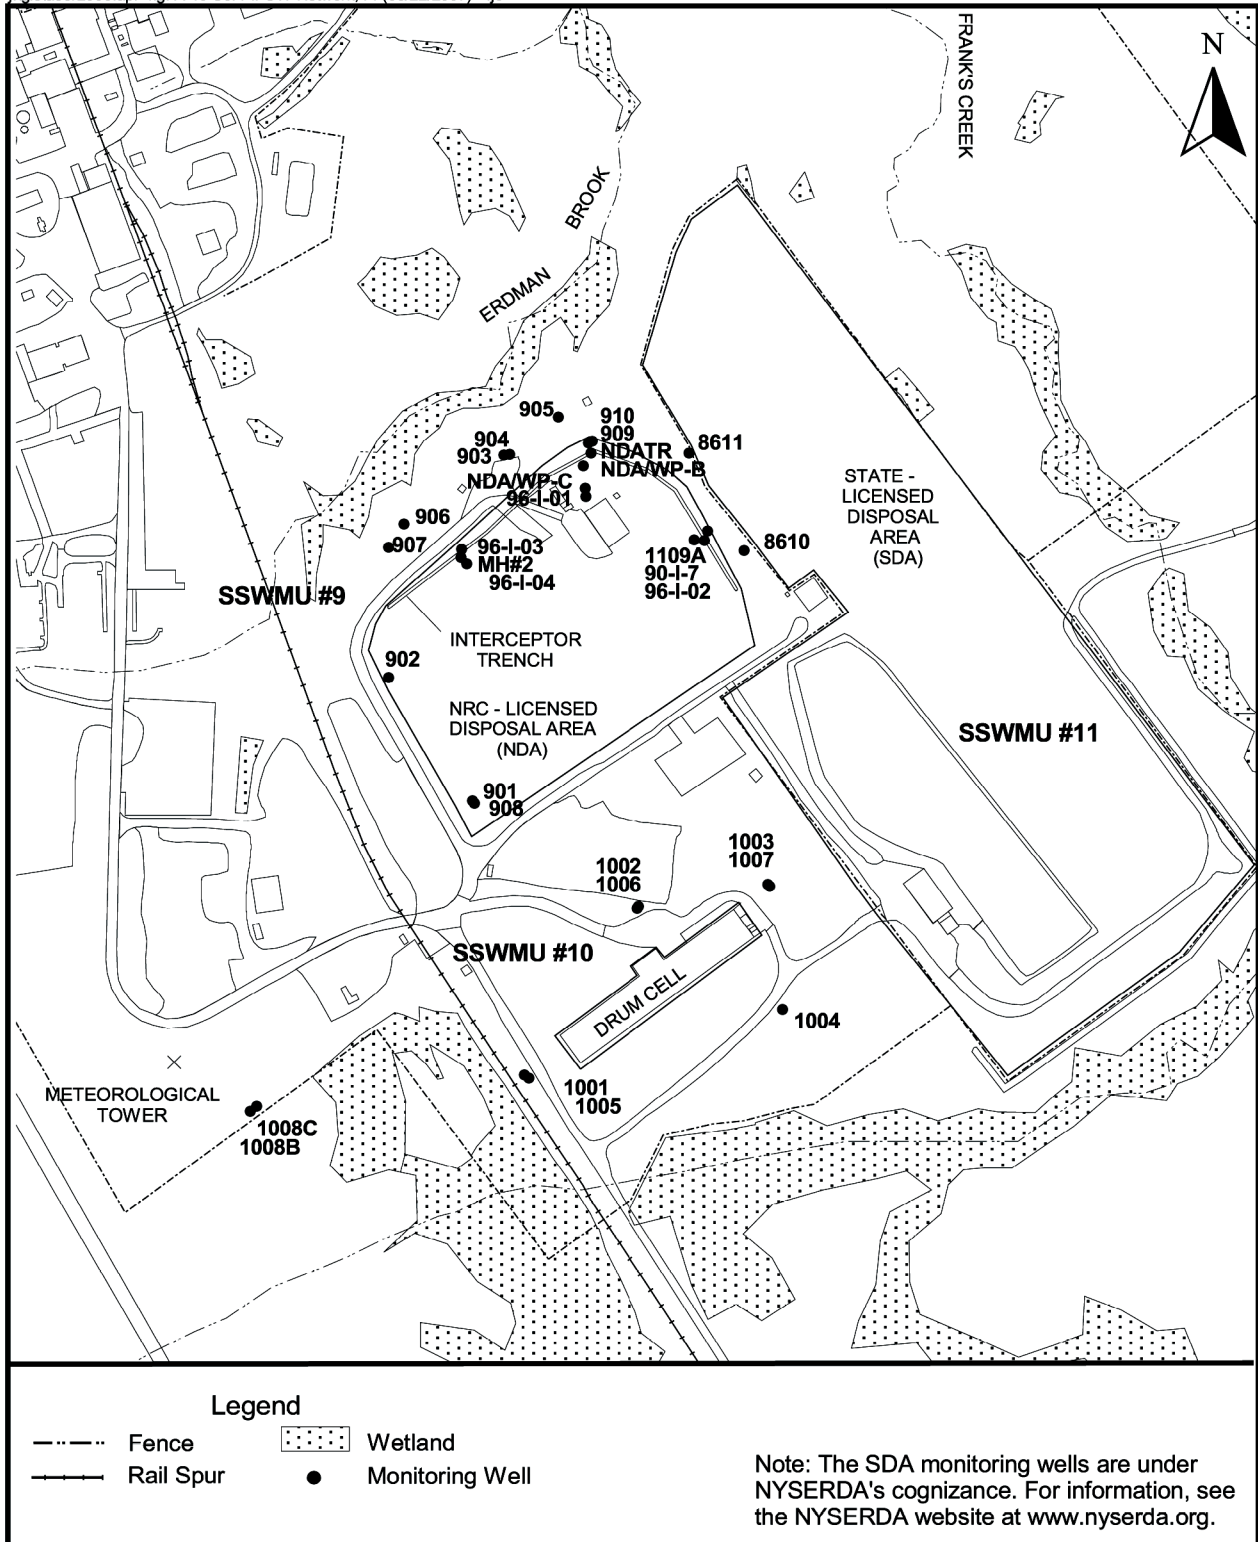 N
FRANK'S CREEK
ERDMAN
BROOK
905
910
909
NDATR
NDA/WP-B
8611
904
903
NDA/WP-C
96-I-01
906
907
96-I-03
MH#2
96-I-04
1109A
90-I-7
96-I-02
8610
STATE -
LICENSED
DISPOSAL
AREA
(SDA)
SSWMU #9
INTERCEPTOR
TRENCH
902
NRC - LICENSED
DISPOSAL AREA
(NDA)
SSWMU #11
901
908
1003
1007
1002
1006
SSWMU #10
DRUM CELL
1004
METEOROLOGICAL
TOWER
1001
1005
1008C
1008B
Legend
Fence
Wetland
Rail Spur
Monitoring Well
Note: The SDA monitoring wells are under
NYSERDA's cognizance. For information, see
the NYSERDA website at www.nyserda.org.